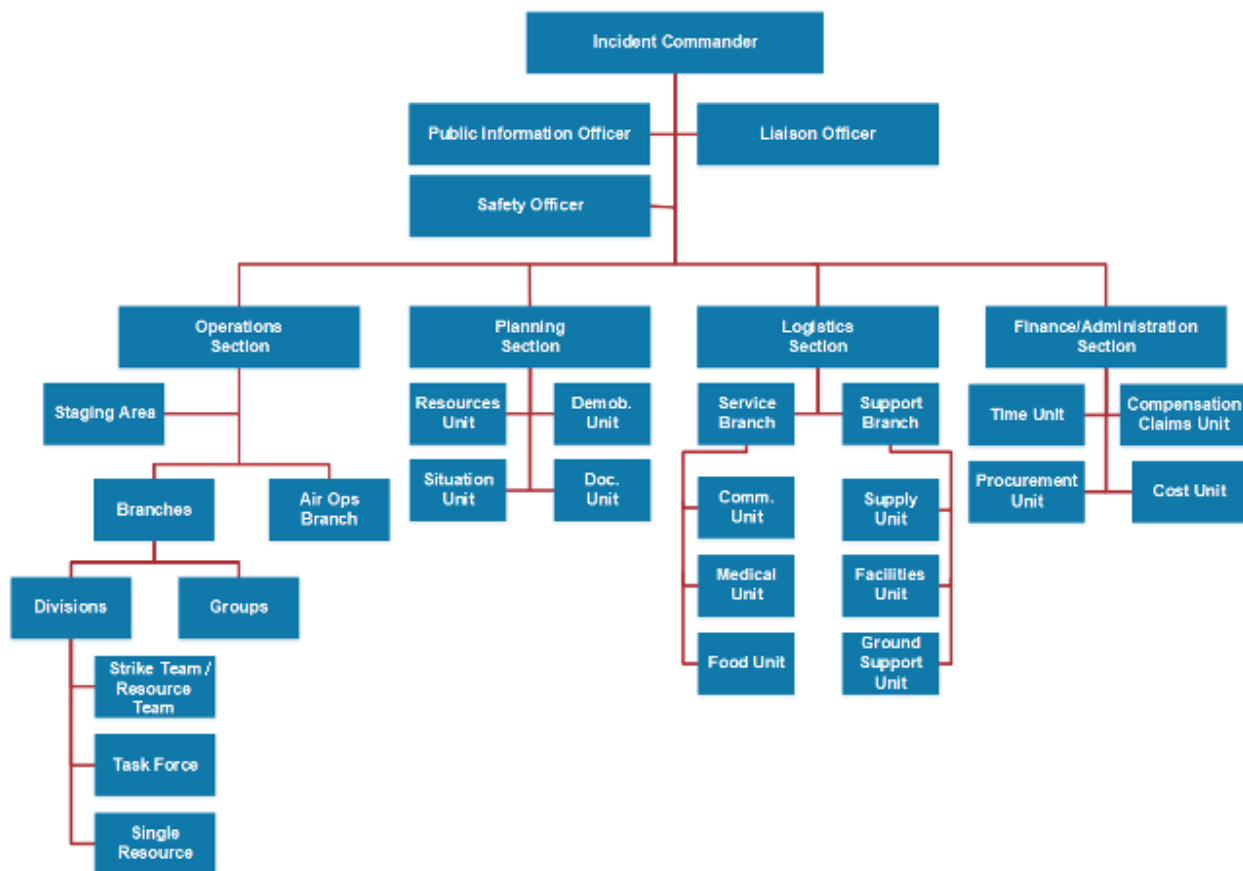 Incident Commander
Public Information Officer
Liaison Officer
Safety Officer
Operations
Section
Planning
Section
Logistics
Section
Finance/Administration
Section
Staging Area
Resources
Unit
Demob.
Unit
Service
Branch
Support
Branch
Time Unit
Compensation
Claims Unit
Branches
Air Ops
Branch
Situation
Unit
Doc.
Unit
Comm.
Unit
Supply
Unit
Procurement
Unit
Cost Unit
Divisions
Groups
Medical
Unit
Facilities
Unit
Strike Team /
Resource
Team
Food Unit
Ground
Support
Unit
Task Force
Single
Resource